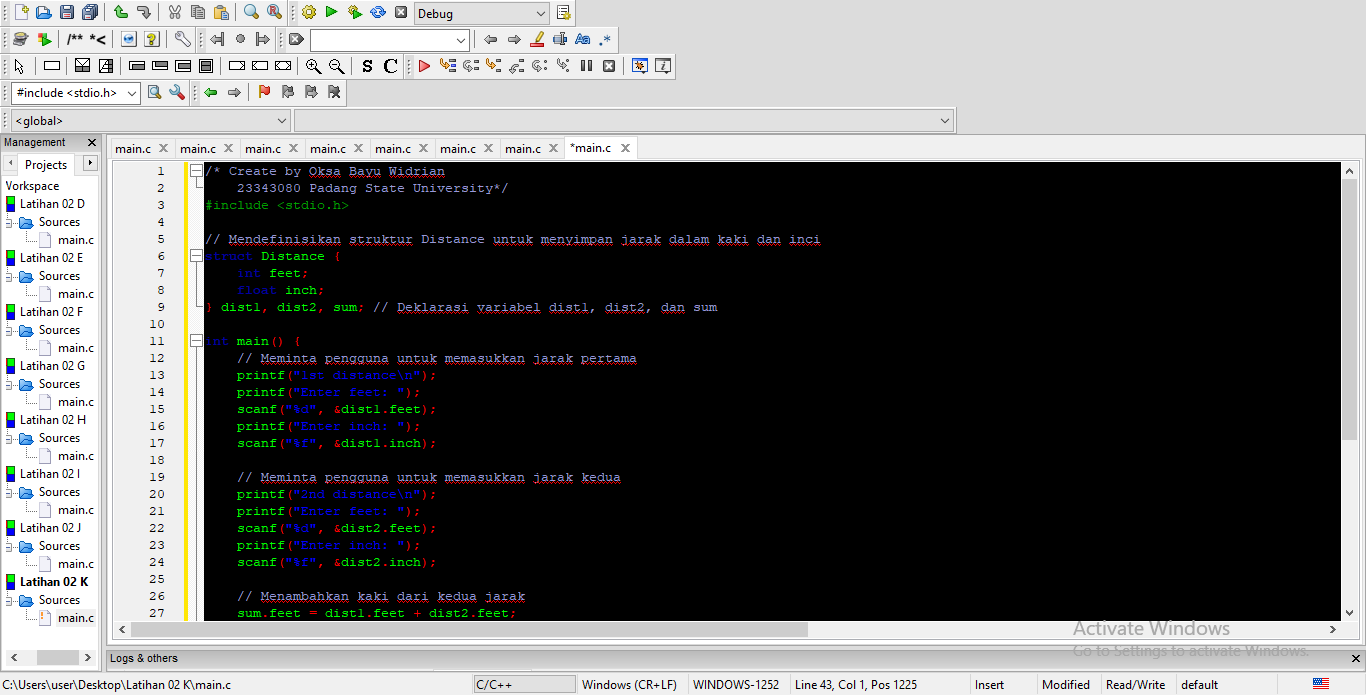 Debug
/** *<
S C
Aa .*
#include <stdio.h>
<global>
Management
main.c main.c main.c main.c main.c main.c main.c *main.c
Projects
Workspace
Latihan 02 D
Sources
main.c
Latihan 02 E
Sources
main.c
Latihan 02 F
Sources
main.c
Latihan 02 G
Sources
main.c
Latihan 02 H
Sources
main.c
Latihan 02 I
Sources
main.c
Latihan 02 J
Sources
main.c
Latihan 02 K
Sources
main.c
1 /* Create by Oksa Bayu Widrian
2 23343080 Padang State University*/
3 #include <stdio.h>
4
5 // Mendefinisikan struktur Distance untuk menyimpan jarak dalam kaki dan inci
6 struct Distance {
7 int feet;
8 float inch;
9 } dist1, dist2, sum; // Deklarasi variabel dist1, dist2, dan sum
10
11 int main() {
12 // Meminta pengguna untuk memasukkan jarak pertama
13 printf("1st distance\n");
14 printf("Enter feet: ");
15 scanf("%d", &dist1.feet);
16 printf("Enter inch: ");
17 scanf("%f", &dist1.inch);
18
19 // Meminta pengguna untuk memasukkan jarak kedua
20 printf("2nd distance\n");
21 printf("Enter feet: ");
22 scanf("%d", &dist2.feet);
23 printf("Enter inch: ");
24 scanf("%f", &dist2.inch);
25
26 // Menambahkan kaki dari kedua jarak
27 sum.feet = dist1.feet + dist2.feet;
Activate Windows
Go to Settings to activate Windows.
Logs & others
C:\Users\user\Desktop\Latihan 02 K\main.c C/C++ Windows (CR+LF) WINDOWS-1252 Line 43, Col 1, Pos 1225 Insert Modified Read/Write default